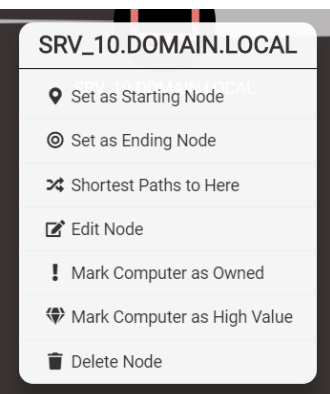 SRV_10.DOMAIN.LOCAL
Set as Starting Node
Set as Ending Node
Shortest Paths to Here
Edit Node
Mark Computer as Owned
Mark Computer as High Value
Delete Node